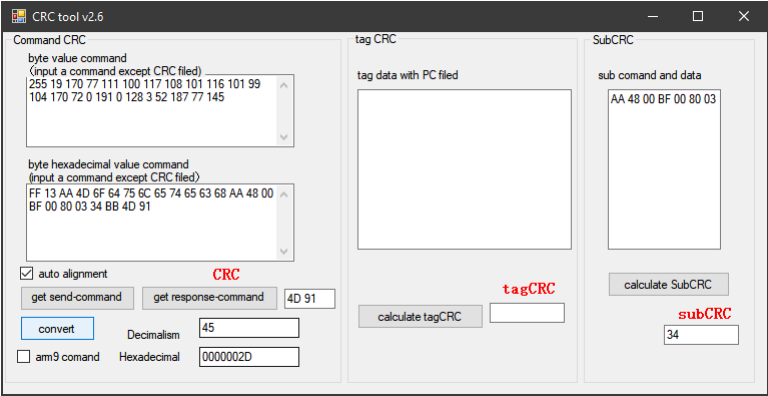 CRC tool v2.6
Command CRC
byte value command
(input a command except CRC filed)
255 19 170 77 111 100 117 108 101 116 101 99
104 170 72 0 191 0 128 3 52 187 77 145
byte hexadecimal value command
(input a command except CRC filed)
FF 13 AA 4D 6F 64 75 6C 65 74 65 63 68 AA 48 00
BF 00 80 03 34 BB 4D 91
auto alignment
CRC
get send-command
get response-command
4D 91
convert
Decimalism
45
arm9 comand
Hexadecimal
0000002D
tag CRC
tag data with PC filed
tagCRC
calculate tagCRC
SubCRC
sub comand and data
AA 48 00 BF 00 80 03
calculate SubCRC
subCRC
34